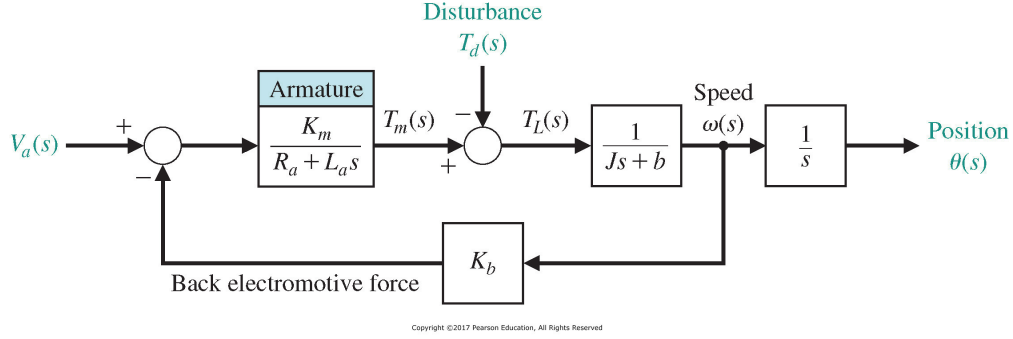 Disturbance
T_d(s)
Armature
K_m
R_a + L_a s
T_m(s)
T_L(s)
1
Js + b
Speed
ω(s)
1
s
Position
θ(s)
V_a(s)
+
−
−
+
K_b
Back electromotive force
Copyright ©2017 Pearson Education, All Rights Reserved